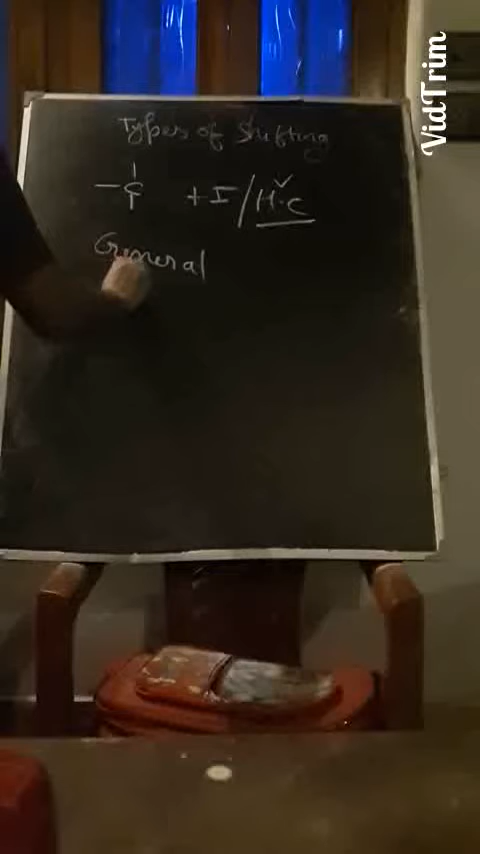 Types of Shifting
-C +I/H.C
General
VidTrim